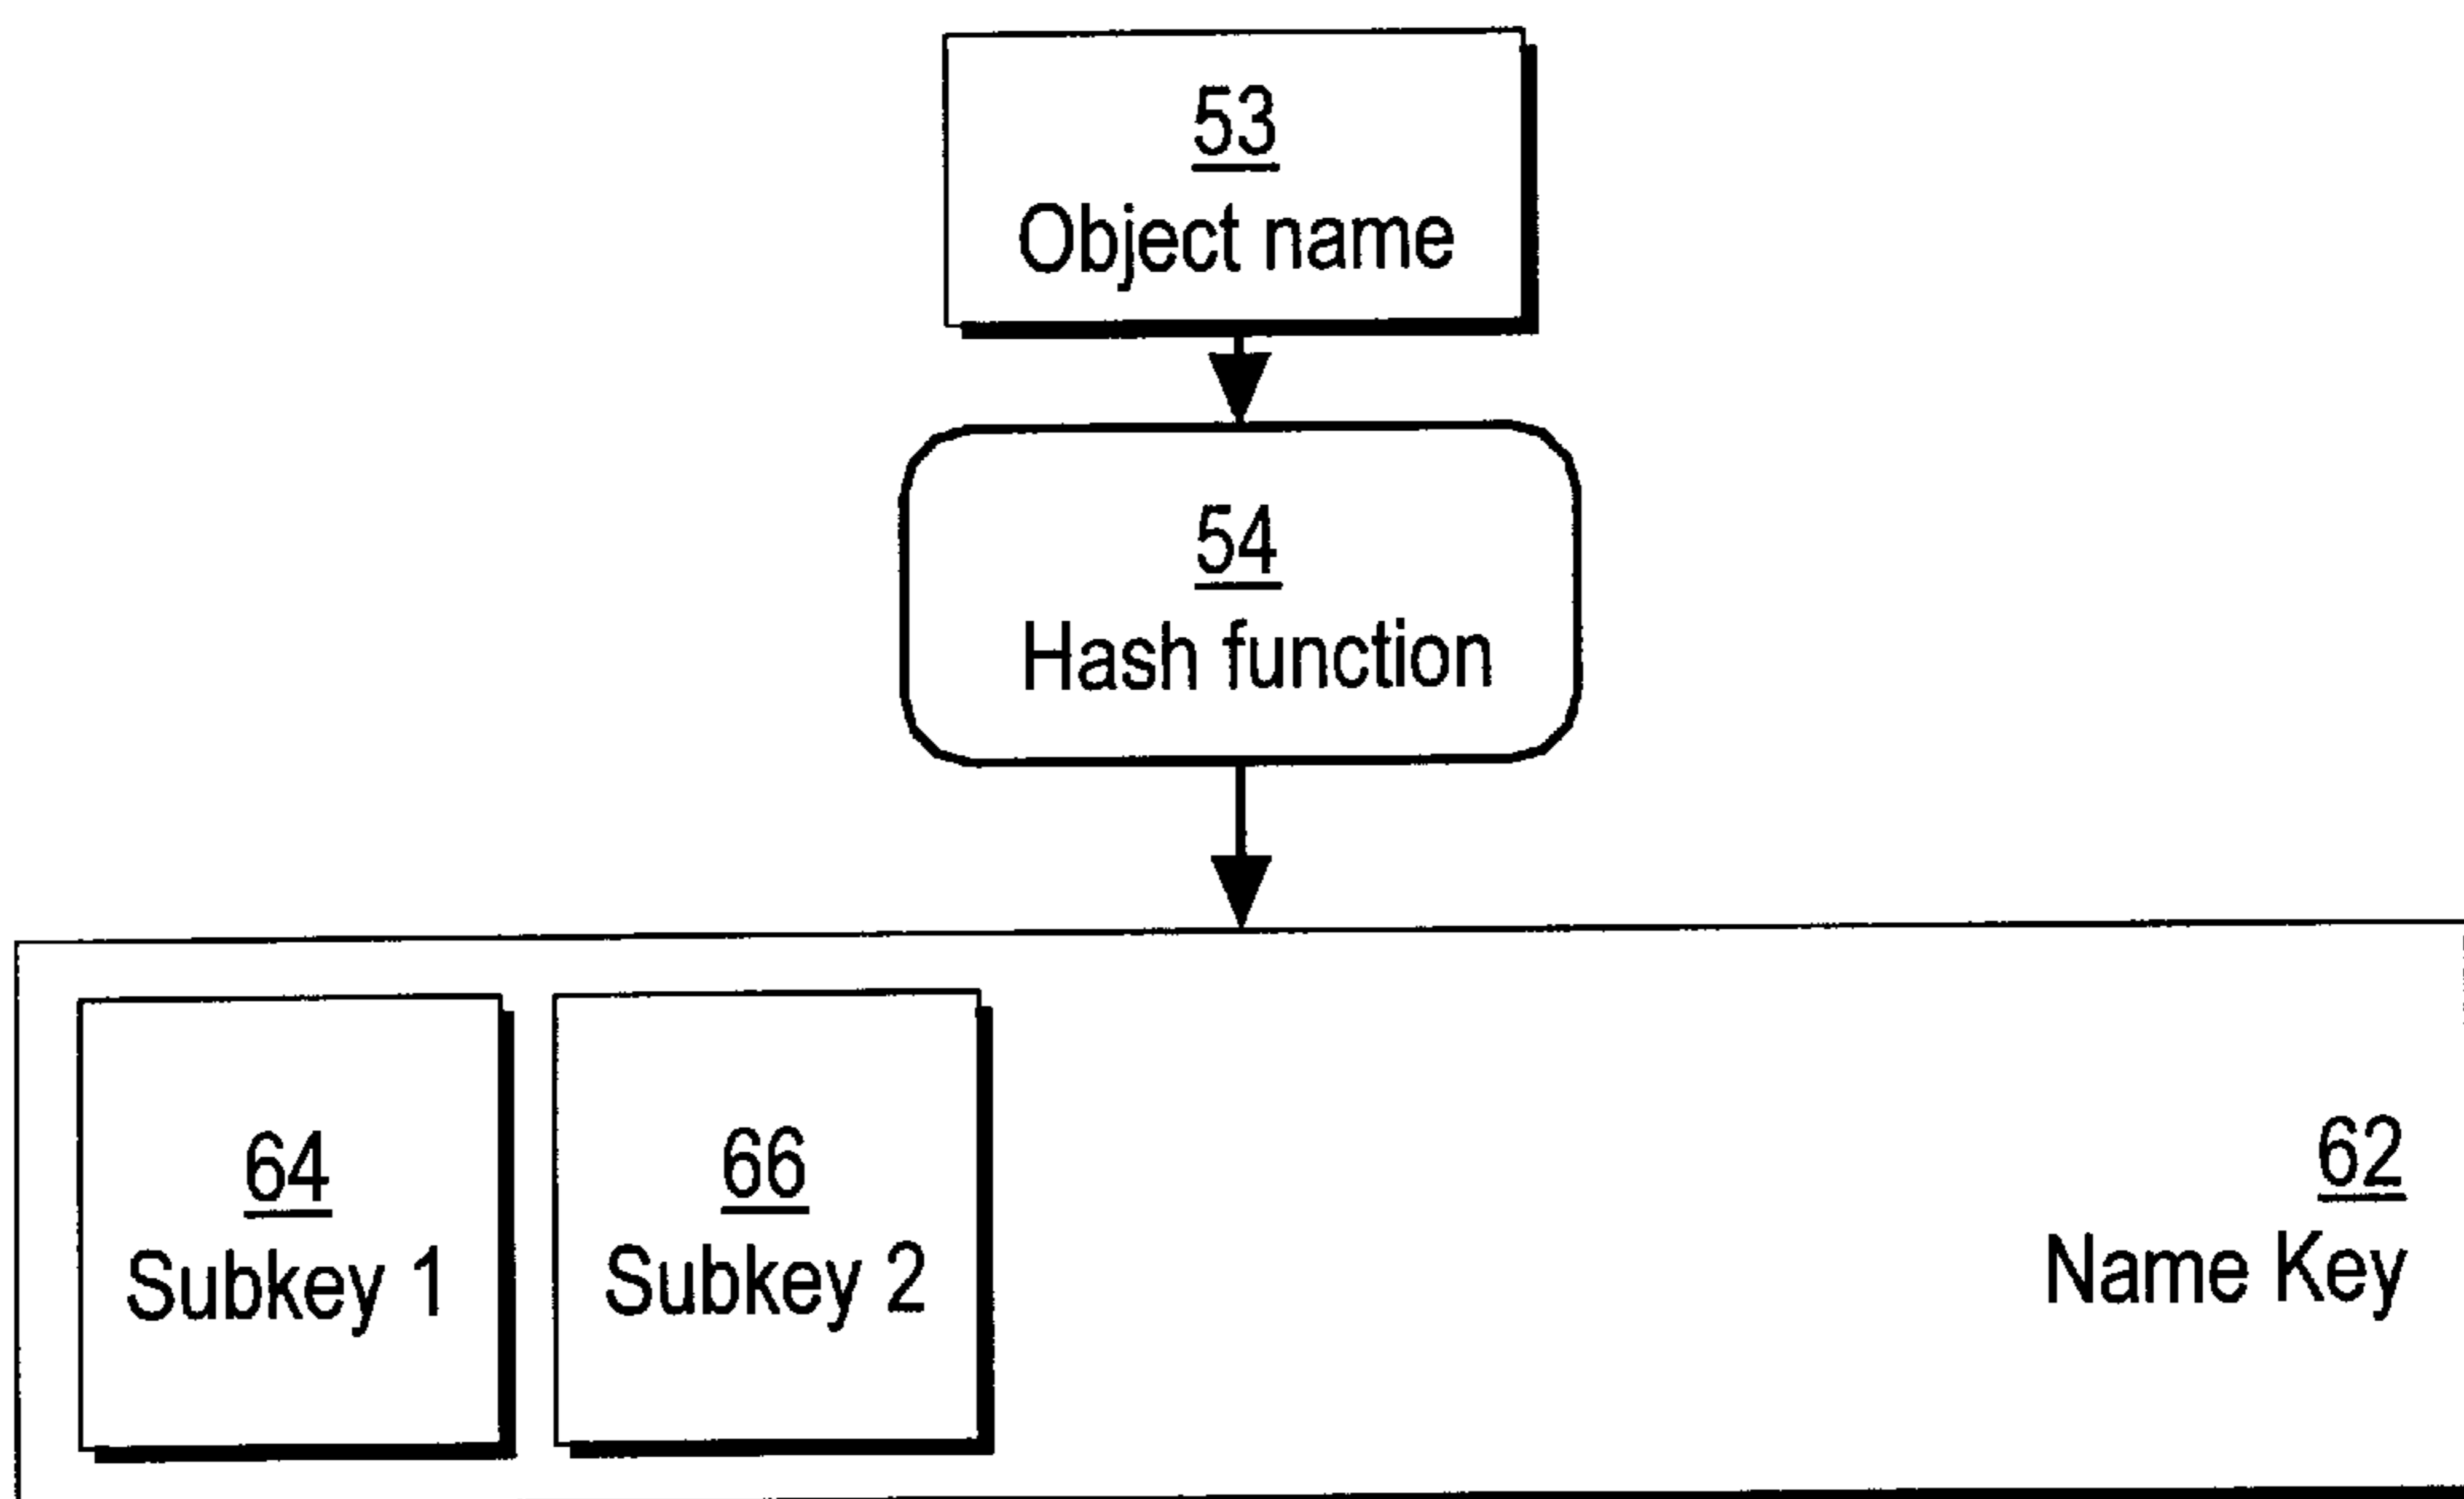 53
Object name
54
Hash function
64
Subkey 1
66
Subkey 2
62
Name Key